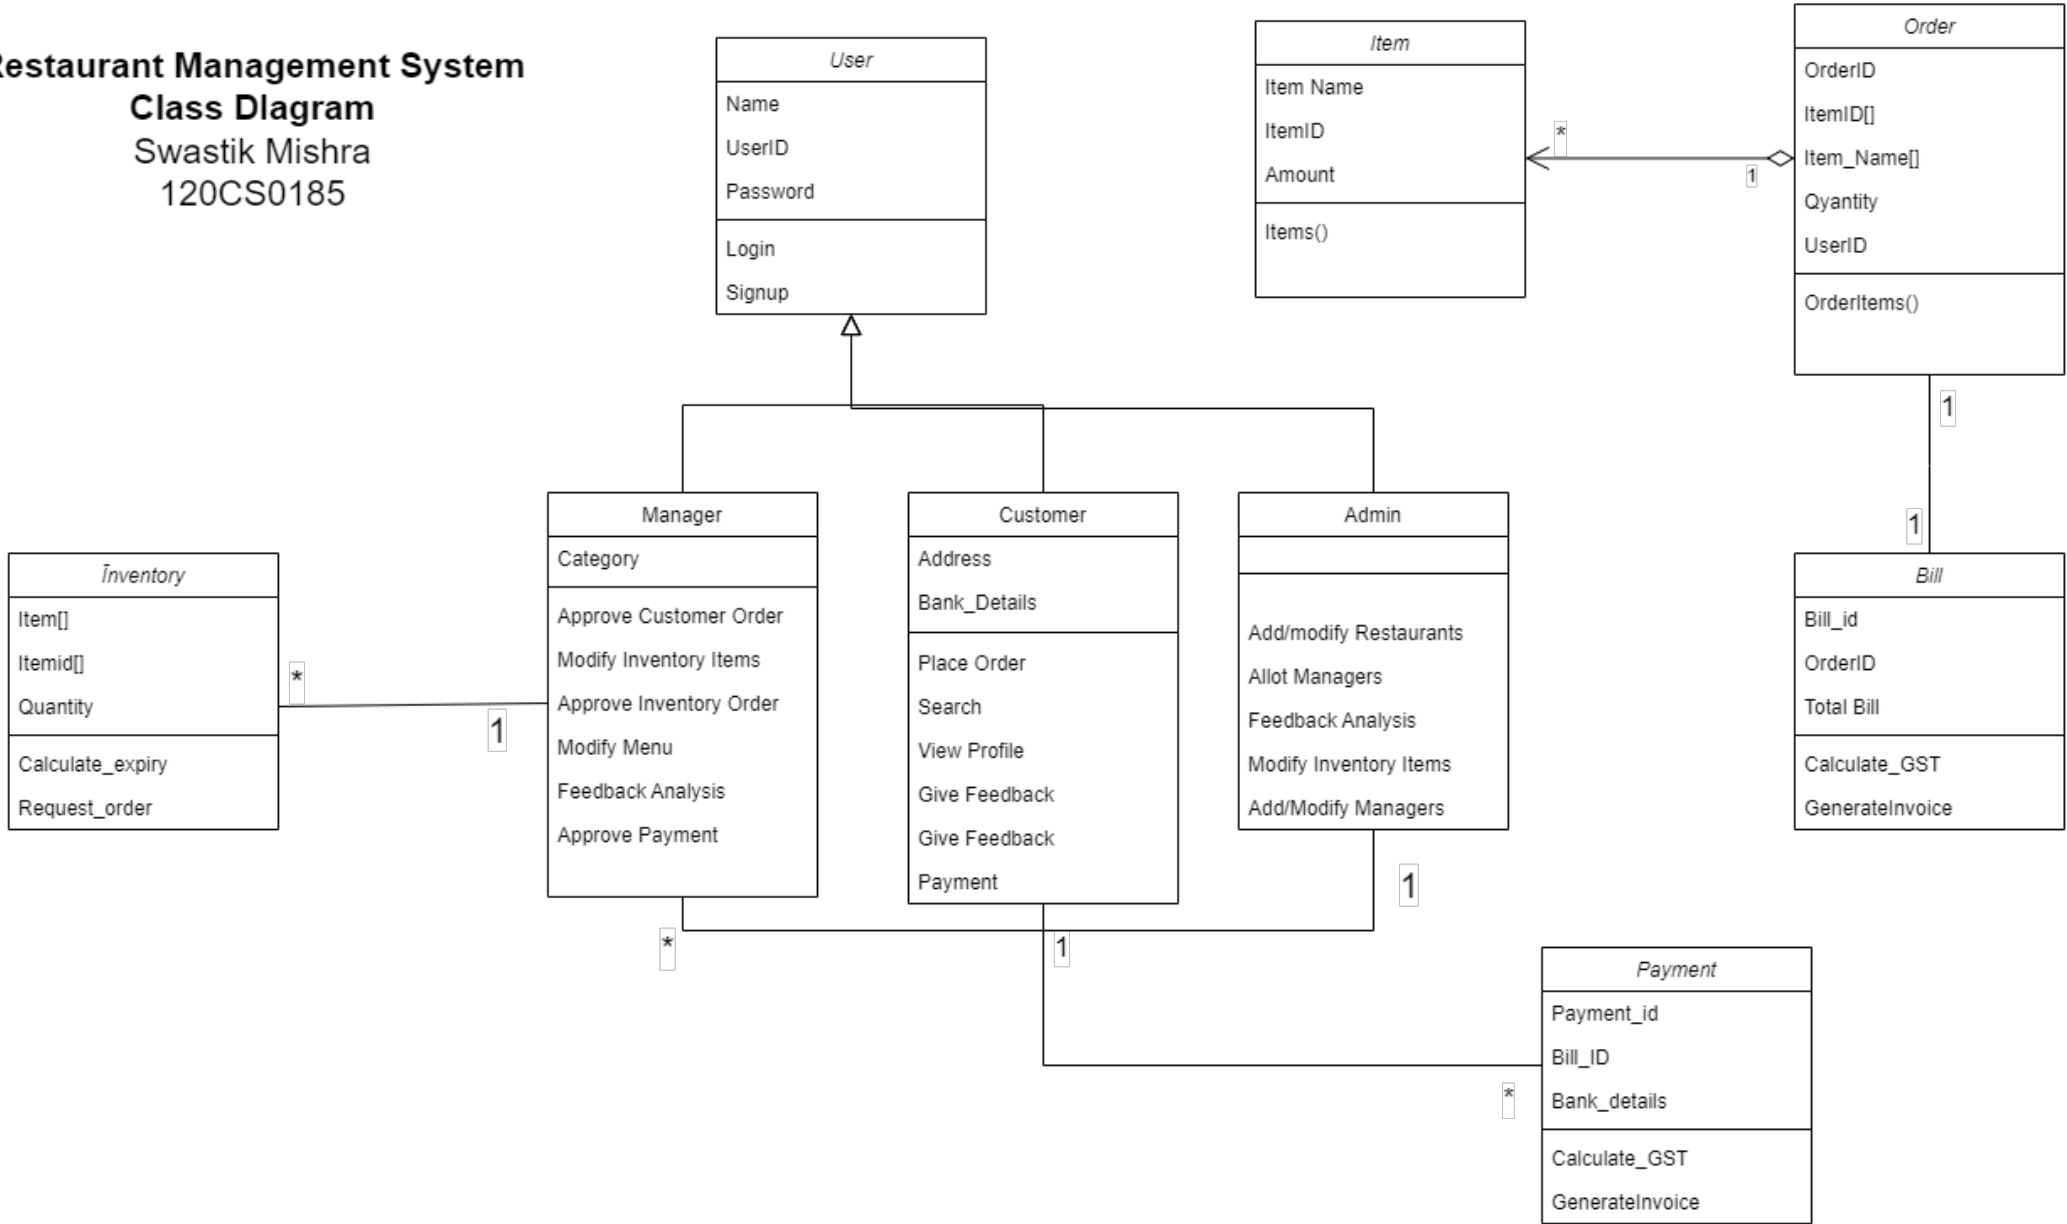 estaurant Management System
Class DIagram
Swastik Mishra
120CS0185
User
Name
UserID
Password
Login
Signup
Item
Item Name
ItemID
Amount
Items()
*
1
Order
OrderID
ItemID[]
Item_Name[]
Qyantity
UserID
OrderItems()
1
1
Īnventory
Item[]
Itemid[]
Quantity
Calculate_expiry
Request_order
*
1
Manager
Category
Approve Customer Order
Modify Inventory Items
Approve Inventory Order
Modify Menu
Feedback Analysis
Approve Payment
*
Customer
Address
Bank_Details
Place Order
Search
View Profile
Give Feedback
Give Feedback
Payment
1
Admin
Add/modify Restaurants
Allot Managers
Feedback Analysis
Modify Inventory Items
Add/Modify Managers
1
Bill
Bill_id
OrderID
Total Bill
Calculate_GST
GenerateInvoice
*
Payment
Payment_id
Bill_ID
Bank_details
Calculate_GST
GenerateInvoice